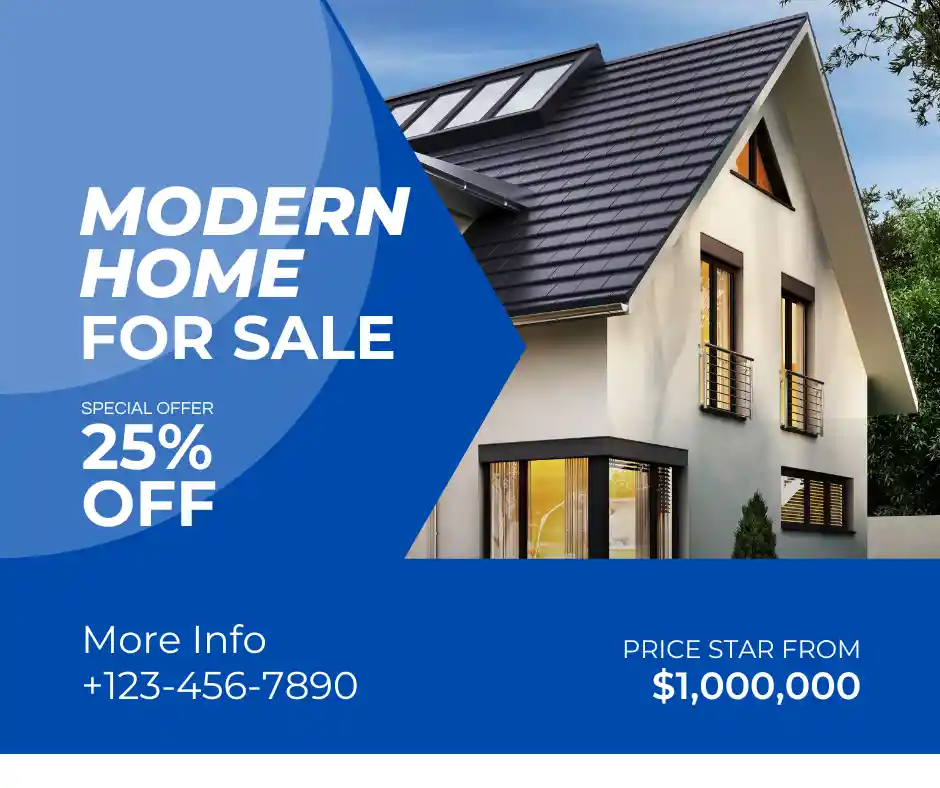 MODERN
HOME
FOR SALE
SPECIAL OFFER
25%
OFF
More Info
+123-456-7890
PRICE STAR FROM
$1,000,000